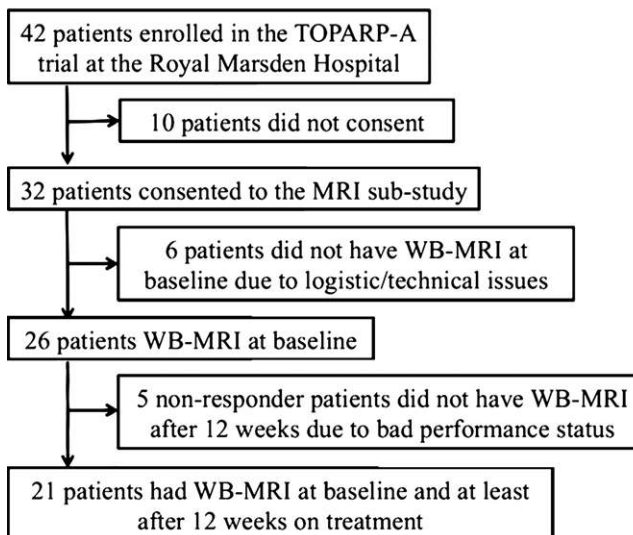 42 patients enrolled in the TOPARP-A
trial at the Royal Marsden Hospital
10 patients did not consent
32 patients consented to the MRI sub-study
6 patients did not have WB-MRI at
baseline due to logistic/technical issues
26 patients WB-MRI at baseline
5 non-responder patients did not have WB-MRI
after 12 weeks due to bad performance status
21 patients had WB-MRI at baseline and at least
after 12 weeks on treatment